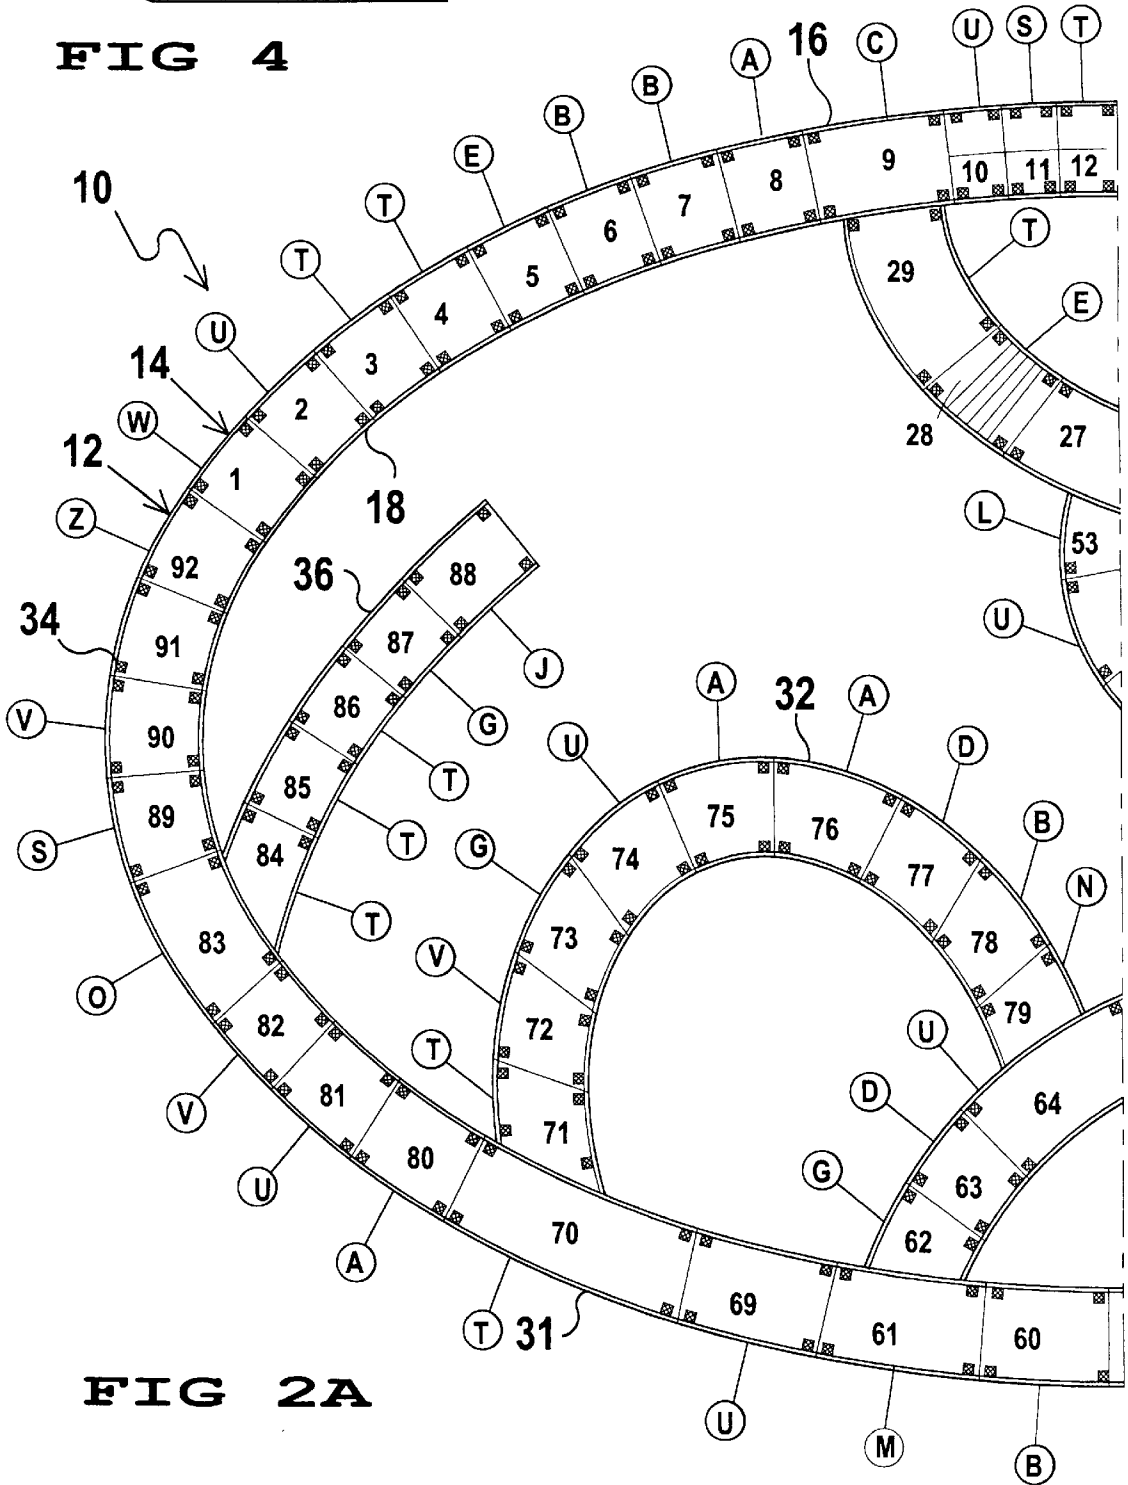 FIG 4
U S T
C
16
A
B
B
E
T
T
U
W
Z
10
14
12
1
2
3
4
5
6
7
8
9
10
11
12
18
29
T
E
28
27
L
53
U
92
91
90
89
34
V
S
O
V
U
A
T
36
88
87
86
85
84
J
G
T
T
T
83
82
81
80
70
69
61
60
31
U
M
B
A
32
A
U
D
G
B
V
N
T
75
76
74
77
73
78
72
79
71
U
D
G
64
63
62
FIG 2A